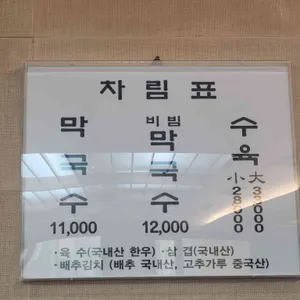 차림표
막국수
11,000
비빔
막국수
12,000
수육
小 大
28000
33000
·육 수(국내산 한우) ·삼 겹(국내산)
·배추김치 (배추 국내산, 고추가루 중국산)